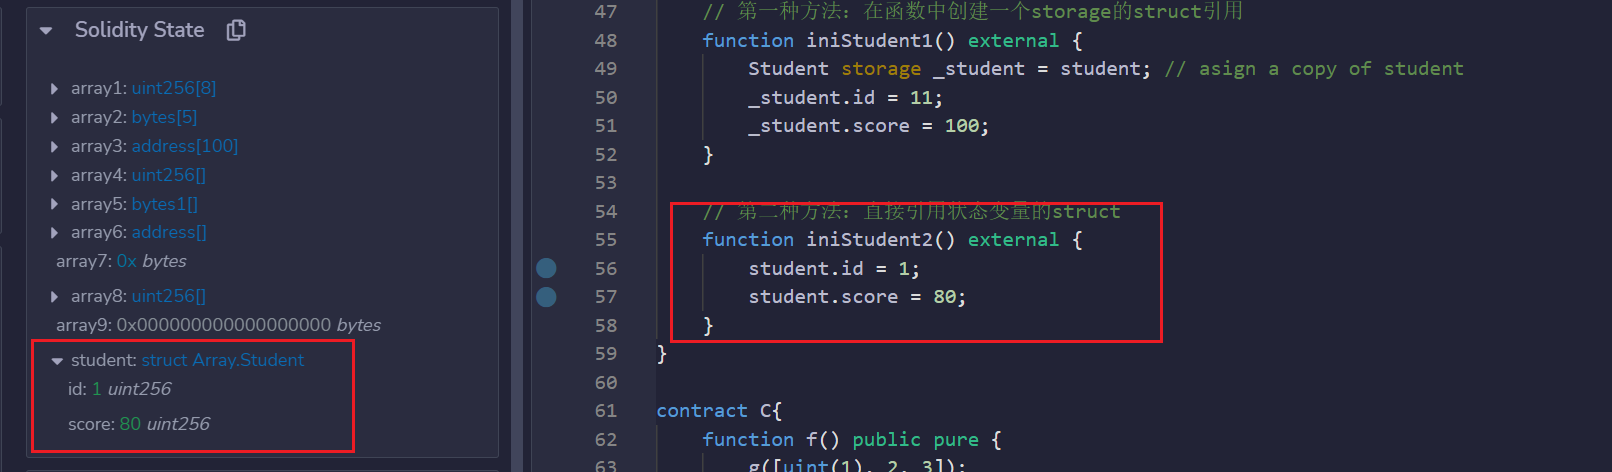 Solidity State
array1: uint256[8]
array2: bytes[5]
array3: address[100]
array4: uint256[]
array5: bytes1[]
array6: address[]
array7: 0x bytes
array8: uint256[]
array9: 0x000000000000000000 bytes
student: struct Array.Student
id: 1 uint256
score: 80 uint256
47 // 第一种方法: 在函数中创建一个storage的struct引用
48 function iniStudent1() external {
49 Student storage _student = student; // asign a copy of student
50 _student.id = 11;
51 _student.score = 100;
52 }
53
54 // 第二种方法: 直接引用状态变量的struct
55 function iniStudent2() external {
56 student.id = 1;
57 student.score = 80;
58 }
59 }
60
61 contract C{
62 function f() public pure {
63 g([uint(1), 2, 3]);